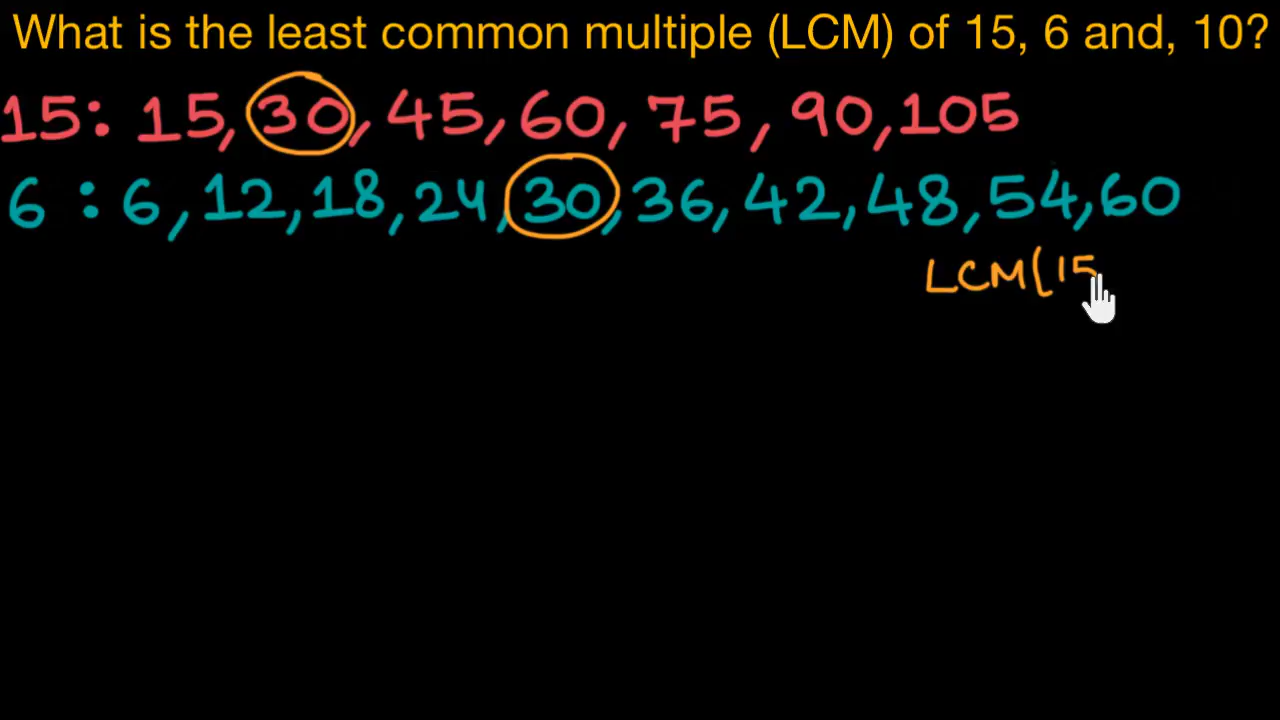 What is the least common multiple (LCM) of 15, 6 and, 10?
15: 15, 30, 45, 60, 75, 90, 105
6 : 6, 12, 18, 24, 30, 36, 42, 48, 54, 60
LCM(15